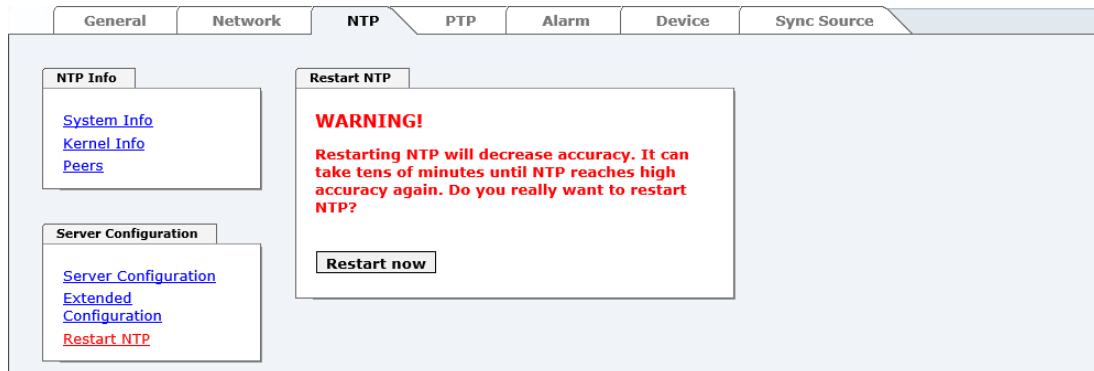 General Network NTP PTP Alarm Device Sync Source
NTP Info
System Info
Kernel Info
Peers
Server Configuration
Server Configuration
Extended
Configuration
Restart NTP
Restart NTP
WARNING!
Restarting NTP will decrease accuracy. It can
take tens of minutes until NTP reaches high
accuracy again. Do you really want to restart
NTP?
Restart now